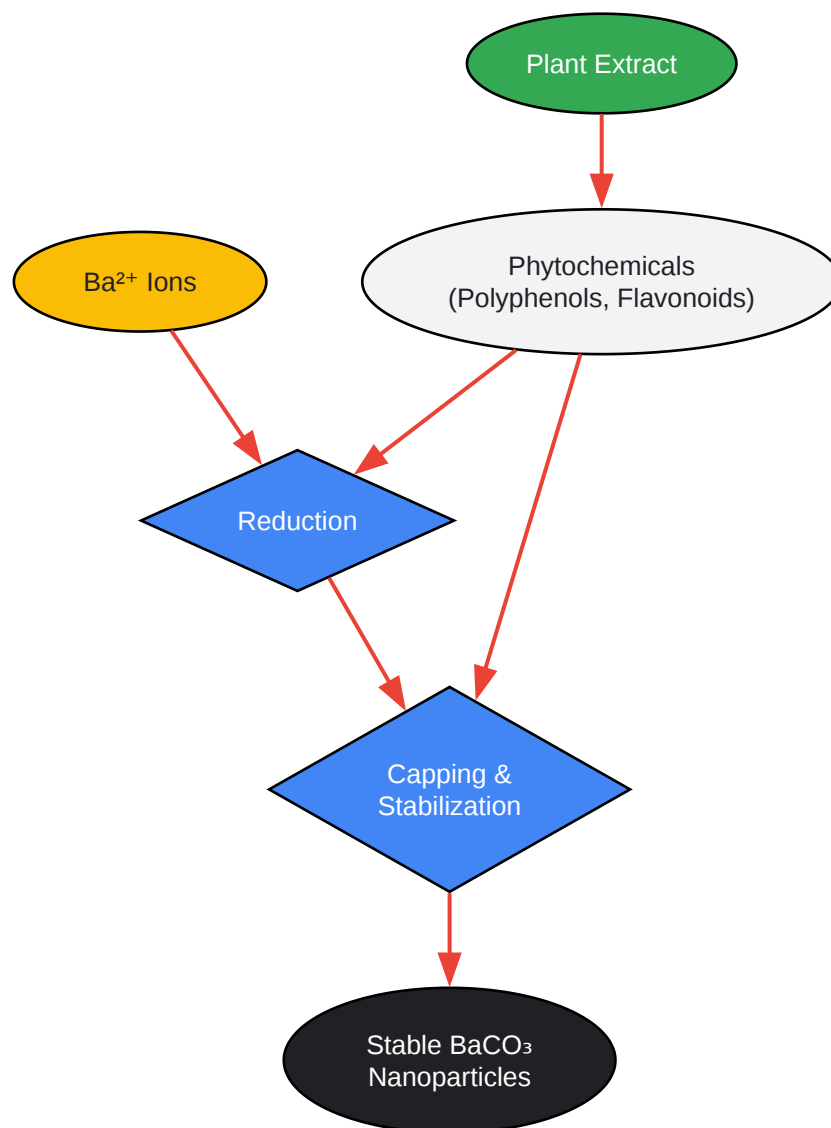 Plant Extract
Phytochemicals
(Polyphenols, Flavonoids)
Ba²⁺ Ions
Reduction
Capping &
Stabilization
Stable BaCO₃
Nanoparticles